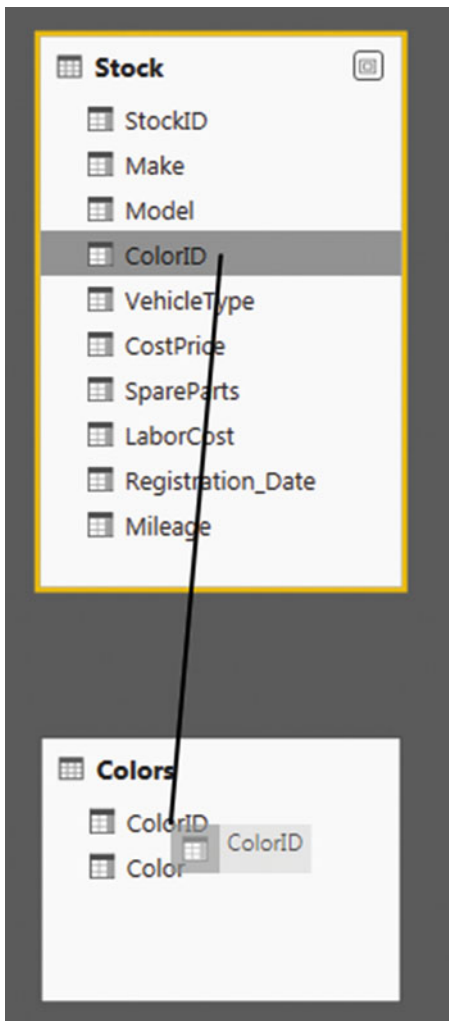 Stock
StockID
Make
Model
ColorID
VehicleType
CostPrice
SpareParts
LaborCost
Registration_Date
Mileage
Colors
ColorID
ColorID
Color